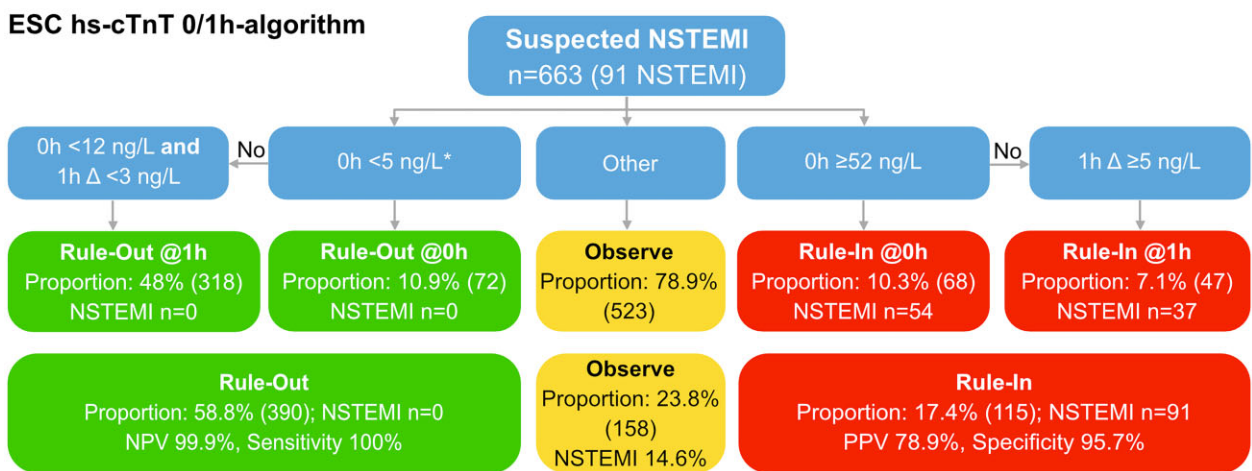 ESC hs-cTnT 0/1h-algorithm
Suspected NSTEMI
n=663 (91 NSTEMI)
0h <12 ng/L and
1h Δ <3 ng/L
No
0h <5 ng/L*
Other
0h ≥52 ng/L
No
1h Δ ≥5 ng/L
Rule-Out @1h
Proportion: 48% (318)
NSTEMI n=0
Rule-Out @0h
Proportion: 10.9% (72)
NSTEMI n=0
Observe
Proportion: 78.9%
(523)
Rule-In @0h
Proportion: 10.3% (68)
NSTEMI n=54
Rule-In @1h
Proportion: 7.1% (47)
NSTEMI n=37
Rule-Out
Proportion: 58.8% (390); NSTEMI n=0
NPV 99.9%, Sensitivity 100%
Observe
Proportion: 23.8%
(158)
NSTEMI 14.6%
Rule-In
Proportion: 17.4% (115); NSTEMI n=91
PPV 78.9%, Specificity 95.7%